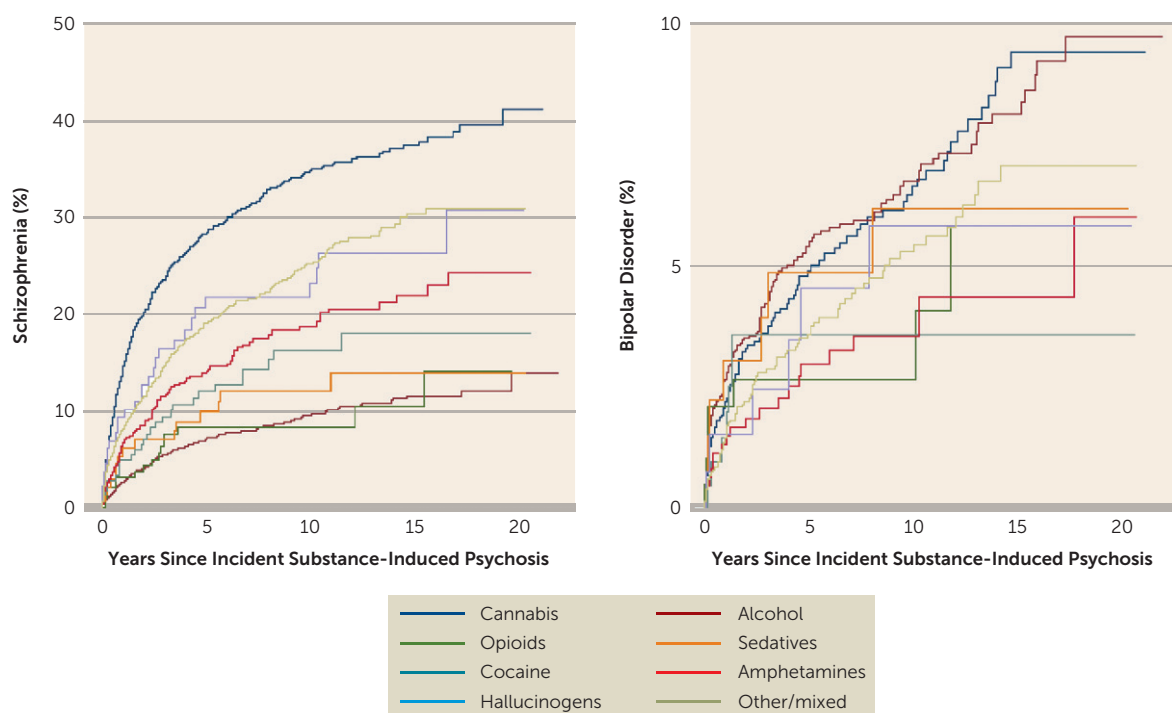 50
40
30
20
10
0
Schizophrenia (%)
0 5 10 15 20
Years Since Incident Substance-Induced Psychosis
10
5
0
Bipolar Disorder (%)
0 5 10 15 20
Years Since Incident Substance-Induced Psychosis
Cannabis Alcohol
Opioids Sedatives
Cocaine Amphetamines
Hallucinogens Other/mixed